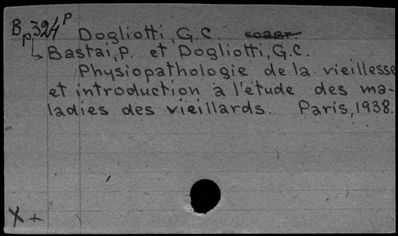 Bp324P Dogliotti, G.C.
Bastai, P. et Dogliotti, G.C.
Physiopathologie de la vieillesse
et introduction à l'étude des ma-
ladies des vieillards. Paris, 1938.
X +